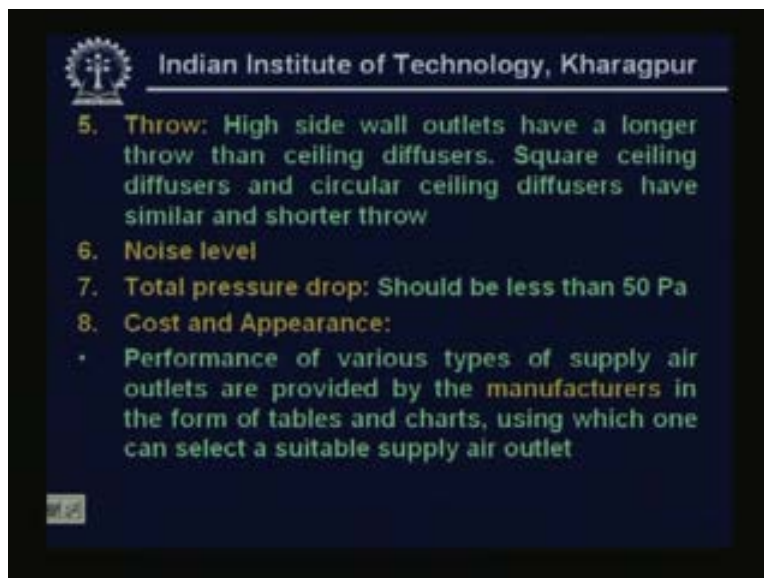 Indian Institute of Technology, Kharagpur
5. Throw: High side wall outlets have a longer
throw than ceiling diffusers. Square ceiling
diffusers and circular ceiling diffusers have
similar and shorter throw
6. Noise level
7. Total pressure drop: Should be less than 50 Pa
8. Cost and Appearance:
• Performance of various types of supply air
outlets are provided by the manufacturers in
the form of tables and charts, using which one
can select a suitable supply air outlet